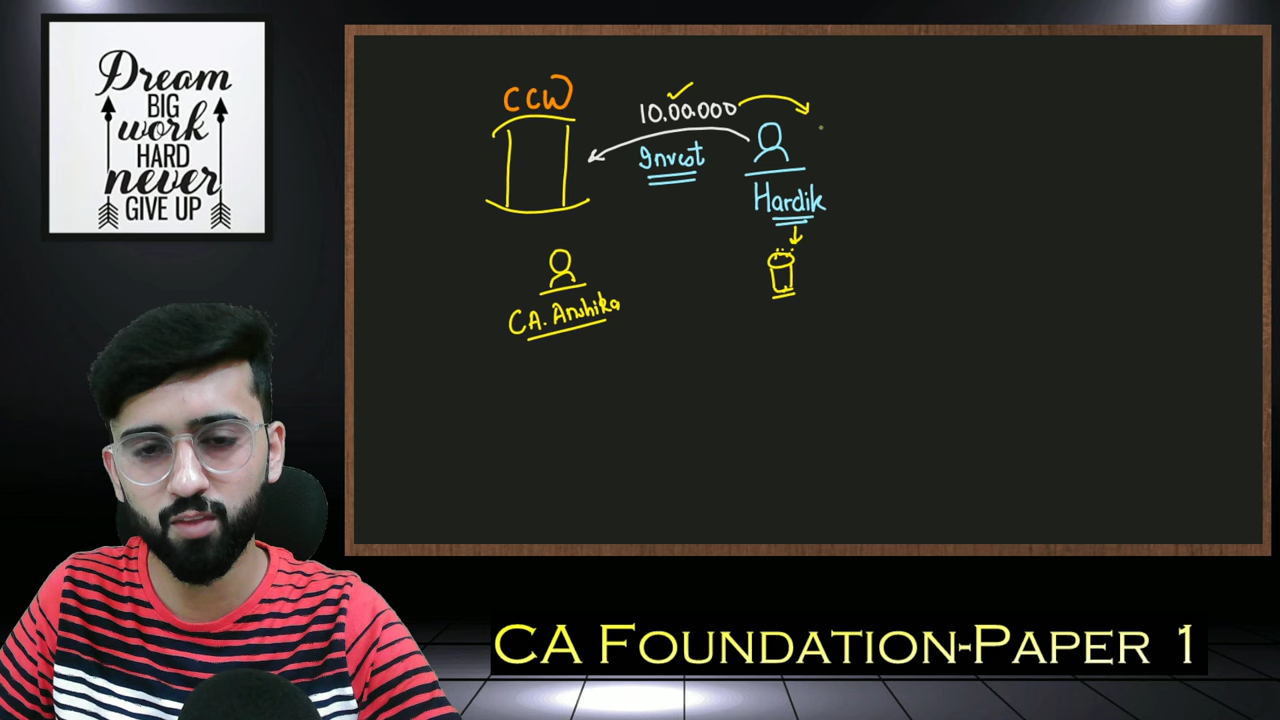 Dream
BIG
work
HARD
never
GIVE UP
CCW
10,00,000
Invest
Hardik
CA. Anshika
CA FOUNDATION-PAPER 1